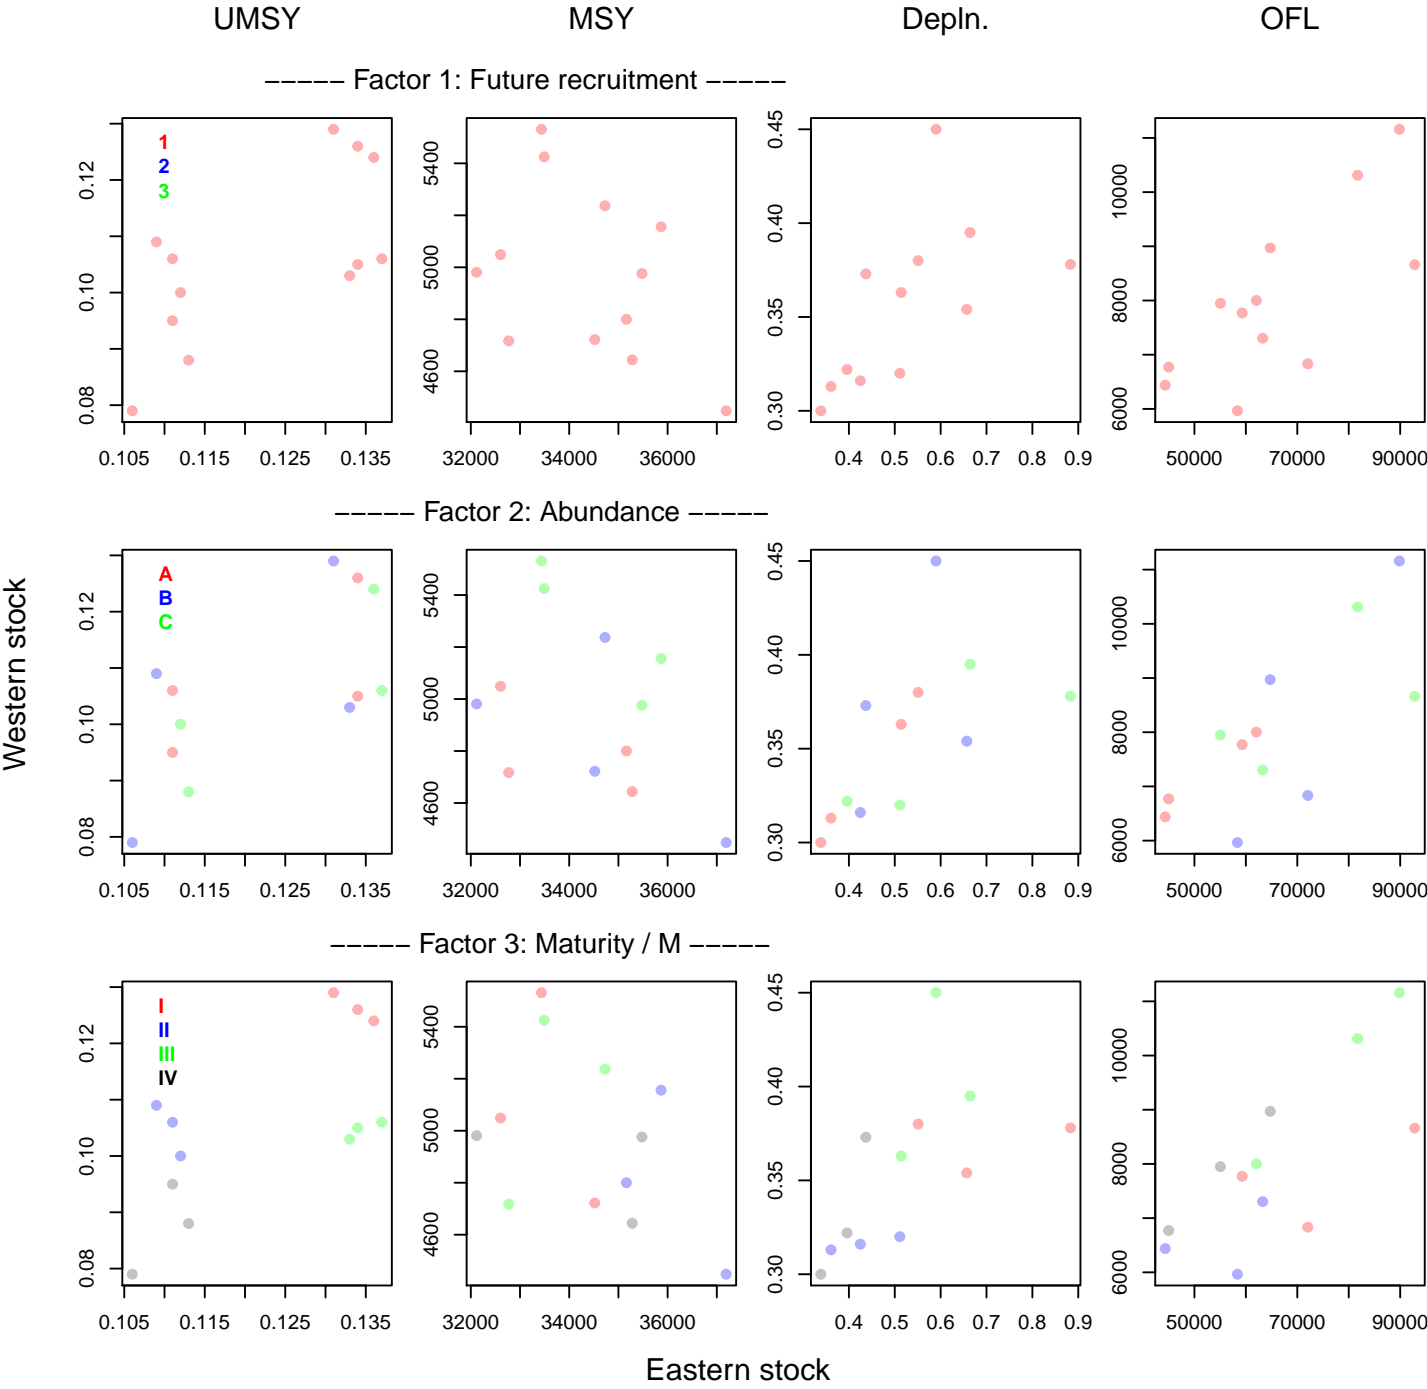 UMSY MSY Depln. OFL
––––– Factor 1: Future recruitment –––––
1
2
3
0.08 0.10 0.12
0.105 0.115 0.125 0.135
4600 5000 5400
32000 34000 36000
0.30 0.35 0.40 0.45
0.4 0.5 0.6 0.7 0.8 0.9
6000 8000 10000
50000 70000 90000
––––– Factor 2: Abundance –––––
A
B
C
0.08 0.10 0.12
0.105 0.115 0.125 0.135
4600 5000 5400
32000 34000 36000
0.30 0.35 0.40 0.45
0.4 0.5 0.6 0.7 0.8 0.9
6000 8000 10000
50000 70000 90000
––––– Factor 3: Maturity / M –––––
I
II
III
IV
0.08 0.10 0.12
0.105 0.115 0.125 0.135
4600 5000 5400
32000 34000 36000
0.30 0.35 0.40 0.45
0.4 0.5 0.6 0.7 0.8 0.9
6000 8000 10000
50000 70000 90000
Western stock
Eastern stock